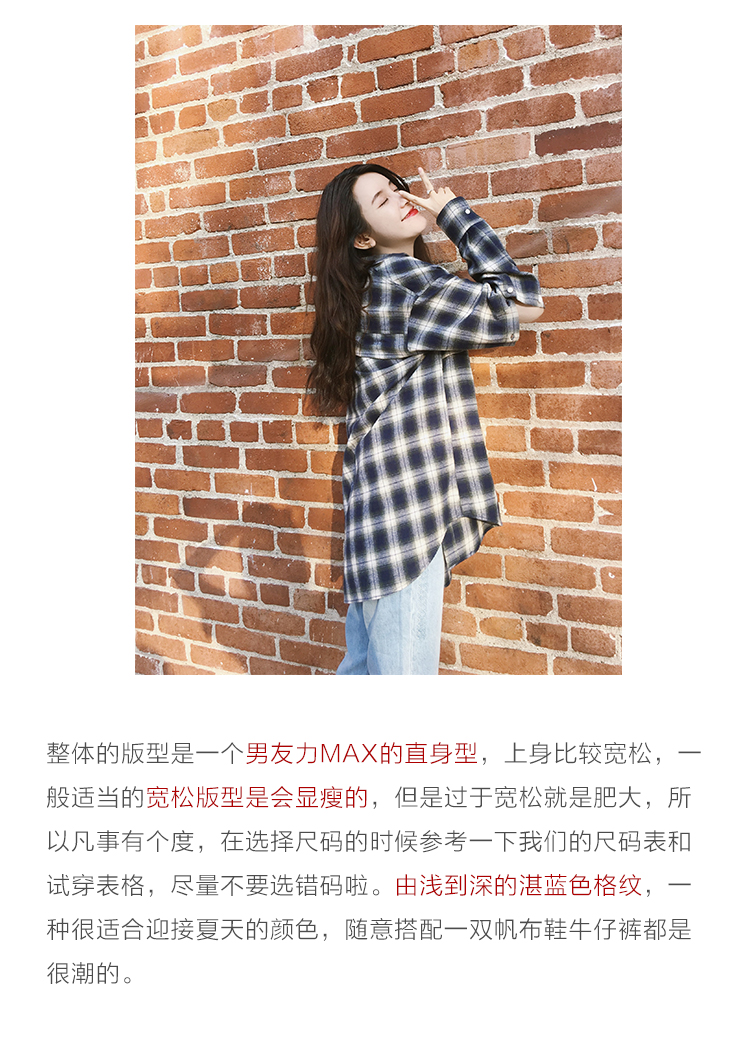 整体的版型是一个男友力MAX的直身型，上身比较宽松，一
般适当的宽松版型是会显瘦的，但是过于宽松就是肥大，所
以凡事有个度，在选择尺码的时候参考一下我们的尺码表和
试穿表格，尽量不要选错码啦。由浅到深的湛蓝色格纹，一
种很适合迎接夏天的颜色，随意搭配一双帆布鞋牛仔裤都是
很潮的。